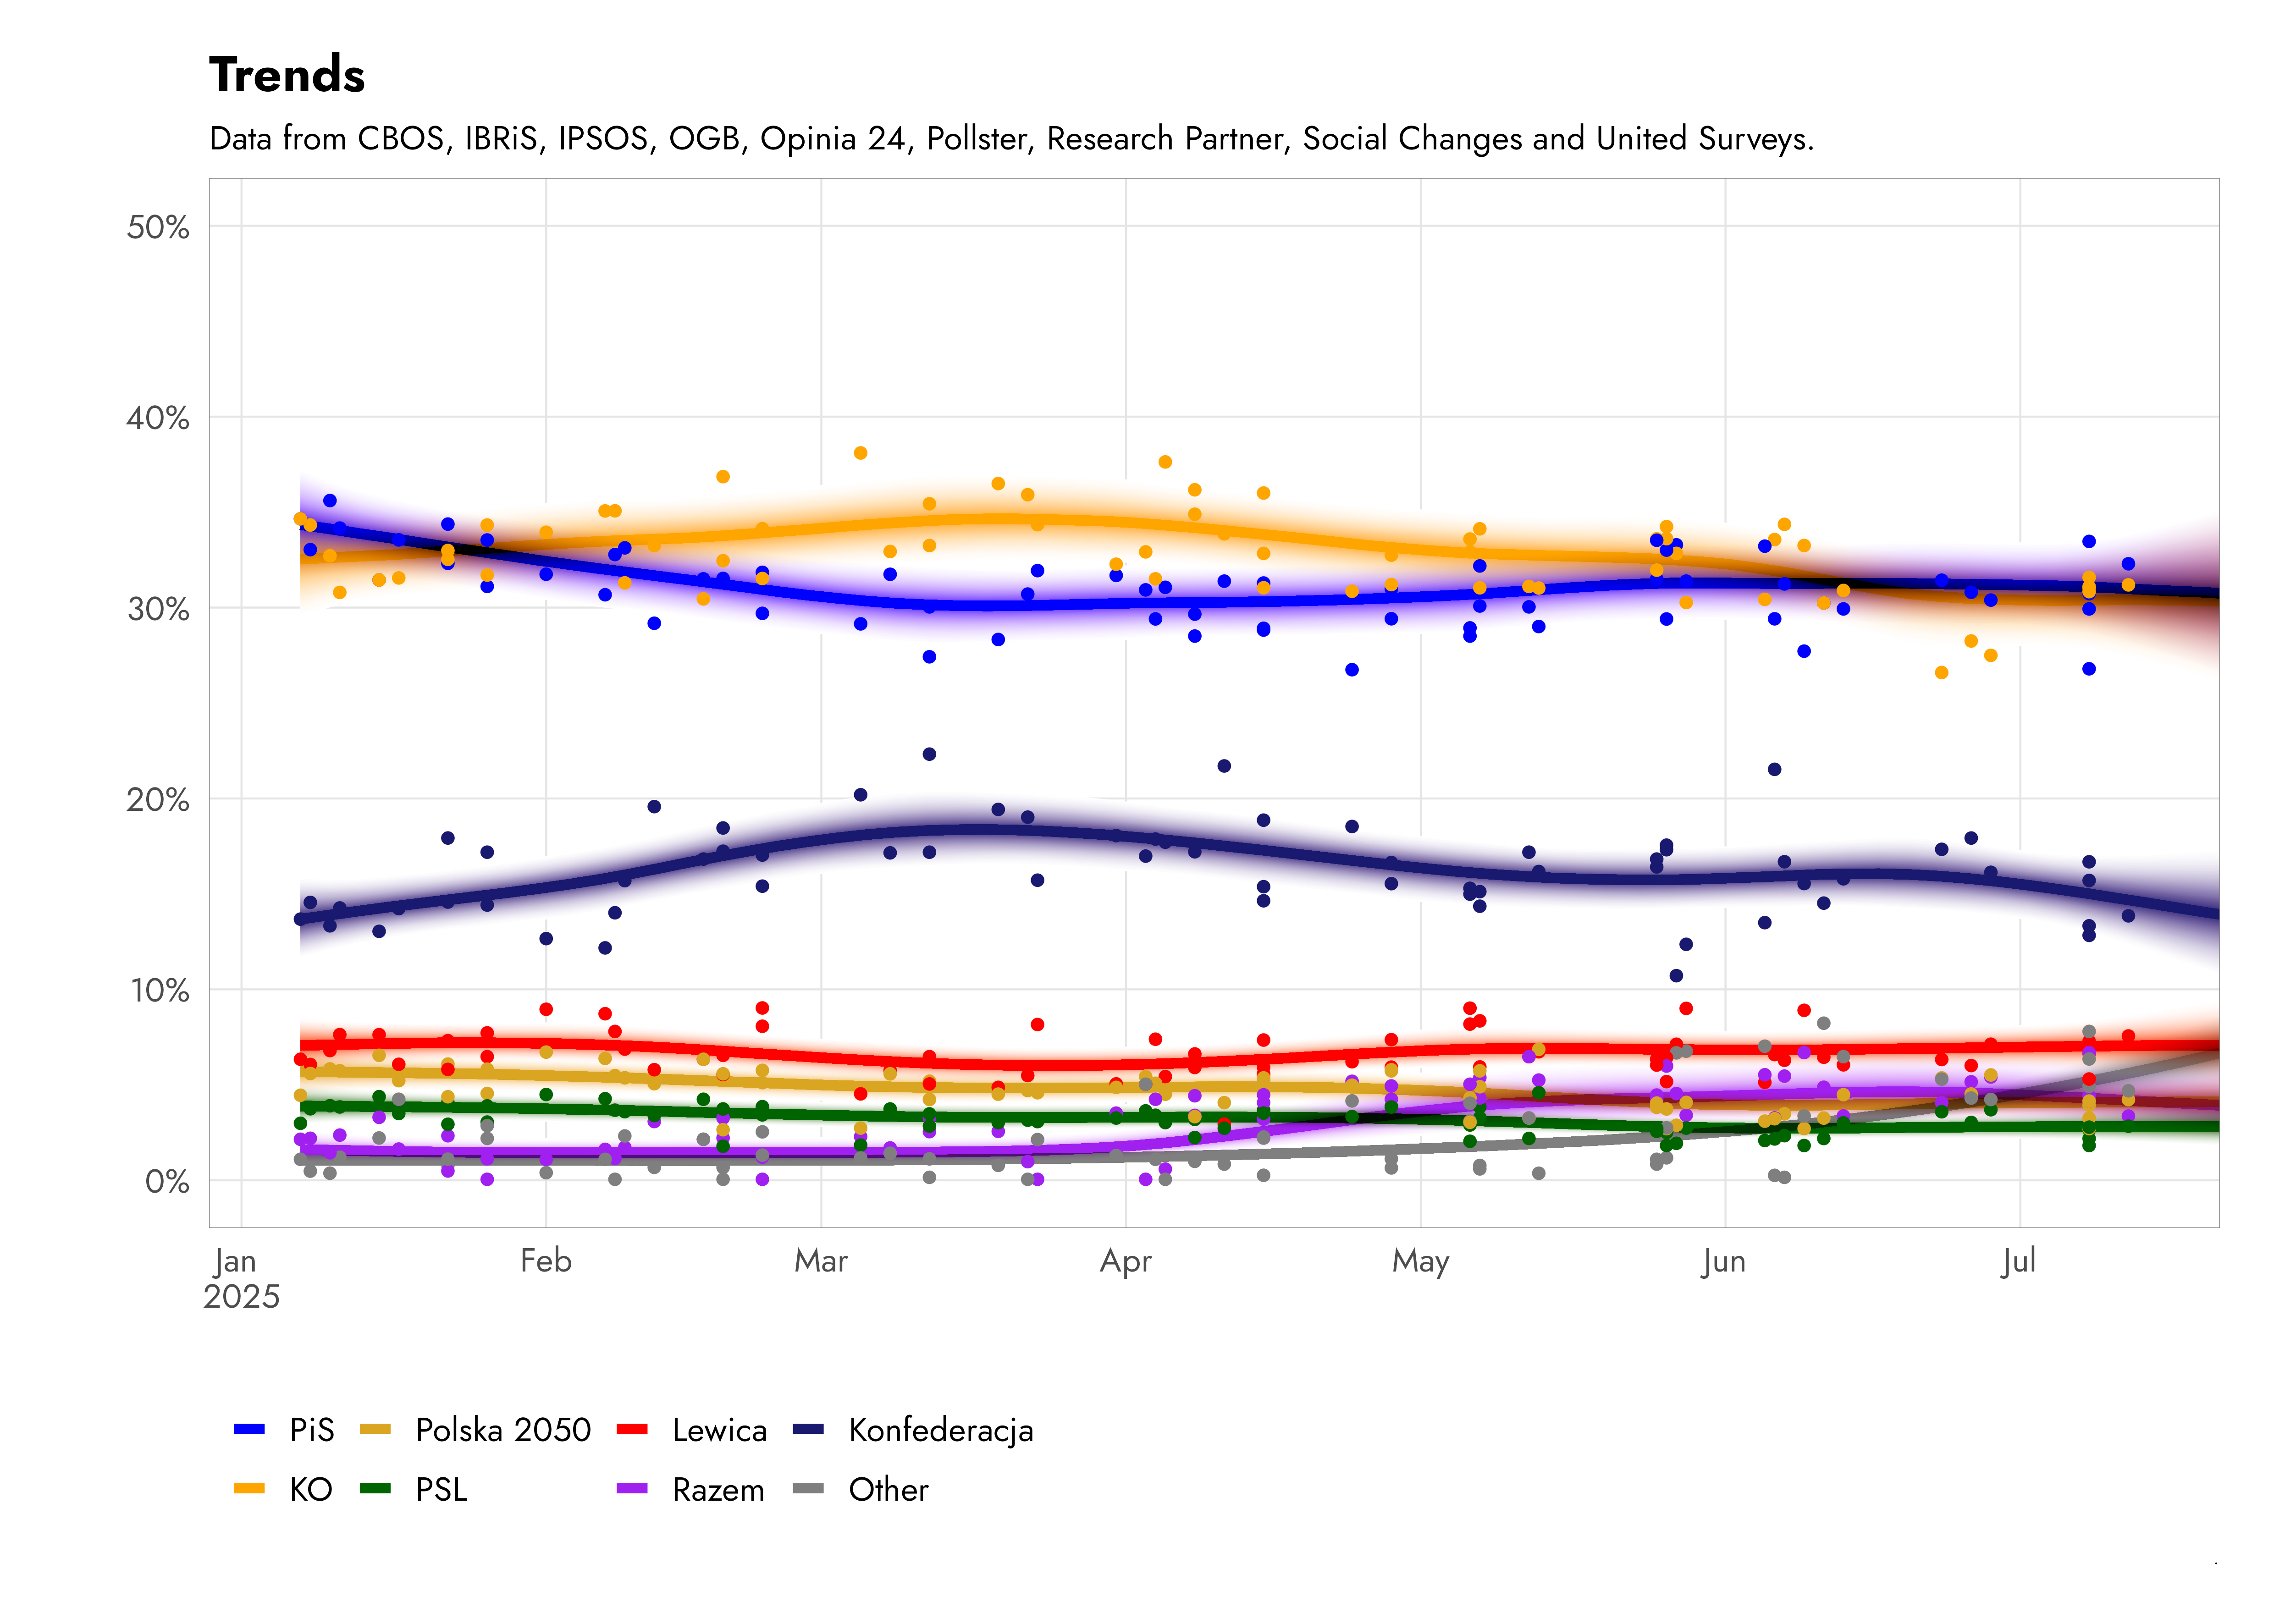 Trends
Data from CBOS, IBRiS, IPSOS, OGB, Opinia 24, Pollster, Research Partner, Social Changes and United Surveys.
50%
40%
30%
20%
10%
0%
Jan Feb Mar Apr May Jun Jul
2025
PiS Polska 2050 Lewica Konfederacja
KO PSL Razem Other
.